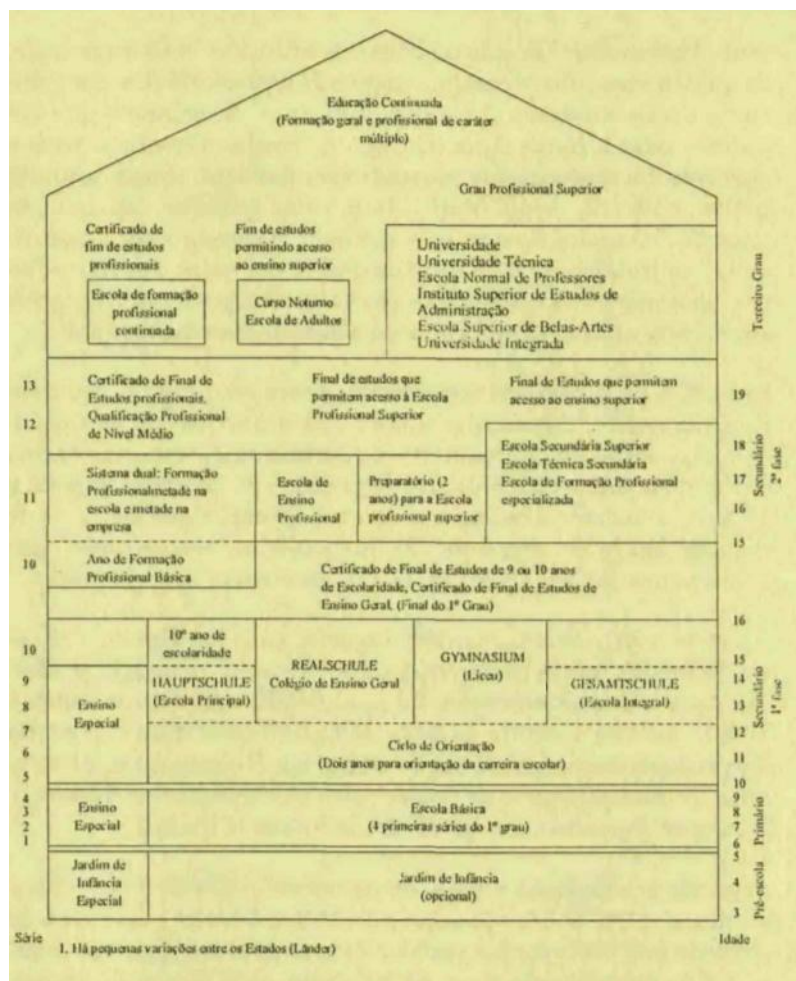 Educação Continuada
(Formação geral e profissional de caráter
múltiplo)
Grau Profissional Superior
Certificado de
fim de estudos
profissionais
Fim de estudos
permitindo acesso
ao ensino superior
Escola de formação
profissional
continuada
Curso Noturno
Escola de Adultos
Universidade
Universidade Técnica
Escola Normal de Professores
Instituto Superior de Estudos de
Administração
Escola Superior de Belas-Artes
Universidade Integrada
Terceiro Grau
13
12
Certificado de Final de
Estudos profissionais.
Qualificação Profissional
de Nível Médio
Final de estudos que
permitem acesso à Escola
Profissional Superior
Final de Estudos que permitem
acesso ao ensino superior
19
11
Sistema dual: Formação
Profissionalmetade na
escola e metade na
empresa
Escola de
Ensino
Profissional
Preparatório (2
anos) para a Escola
profissional superior
Escola Secundária Superior
Escola Técnica Secundária
Escola de Formação Profissional
especializada
18
17
16
15
Secundário
2ª fase
10
Ano de Formação
Profissional Básica
Certificado de Final de Estudos de 9 ou 10 anos
de Escolaridade, Certificado de Final de Estudos de
Ensino Geral. (Final do 1º Grau)
16
10
9
8
7
6
5
Ensino
Especial
10º ano de
escolaridade
HAUPTSCHULE
(Escola Principal)
REALSCHULE
Colégio de Ensino Geral
GYMNASIUM
(Liceu)
GESAMTSCHULE
(Escola Integral)
15
14
13
12
11
10
Secundário
1ª fase
Ciclo de Orientação
(Dois anos para orientação da carreira escolar)
4
3
2
1
Ensino
Especial
Escola Básica
(4 primeiras séries do 1º grau)
9
8
7
6
Primário
Jardim de
Infância
Especial
Jardim de Infância
(opcional)
5
4
3
Pré-escola
Série
Idade
1. Há pequenas variações entre os Estados (Länder)